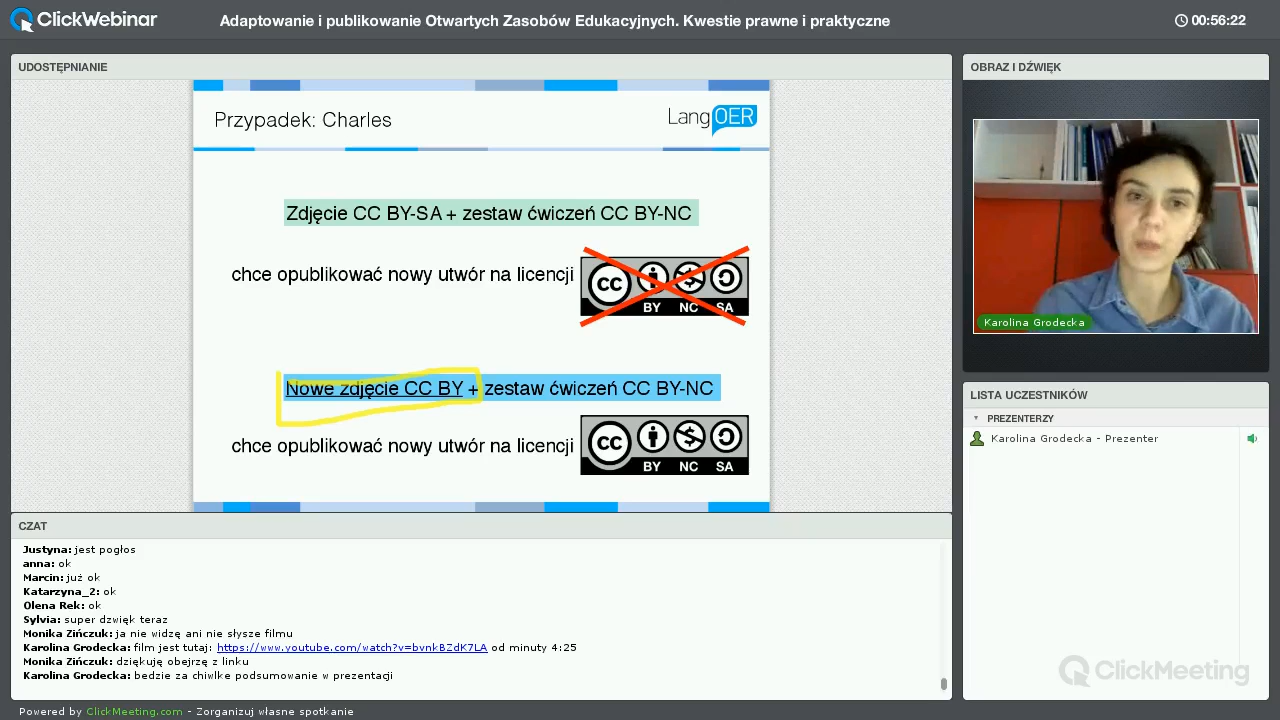 ClickWebinar
Adaptowanie i publikowanie Otwartych Zasobów Edukacyjnych. Kwestie prawne i praktyczne
00:56:22
UDOSTĘPNIANIE
Przypadek: Charles
LangOER
Zdjęcie CC BY-SA + zestaw ćwiczeń CC BY-NC
chce opublikować nowy utwór na licencji
CC BY NC SA
Nowe zdjęcie CC BY + zestaw ćwiczeń CC BY-NC
chce opublikować nowy utwór na licencji
CC BY NC SA
OBRAZ I DŹWIĘK
Karolina Grodecka
LISTA UCZESTNIKÓW
PREZENTERZY
Karolina Grodecka - Prezenter
CZAT
Justyna: jest pogłos
anna: ok
Marcin: już ok
Katarzyna_2: ok
Olena Rek: ok
Sylvia: super dzwięk teraz
Monika Zińczuk: ja nie widzę ani nie słysze filmu
Karolina Grodecka: film jest tutaj: https://www.youtube.com/watch?v=bvnkBZdK7LA od minuty 4:25
Monika Zińczuk: dziękuję obejrzę z linku
Karolina Grodecka: bedzie za chiwlke podsumowanie w prezentacji
ClickMeeting
Powered by ClickMeeting.com - Zorganizuj własne spotkanie